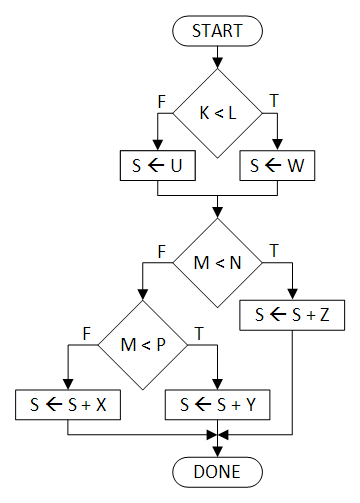 START
K < L
F
T
S ← U
S ← W
M < N
F
T
S ← S + Z
M < P
F
T
S ← S + X
S ← S + Y
DONE